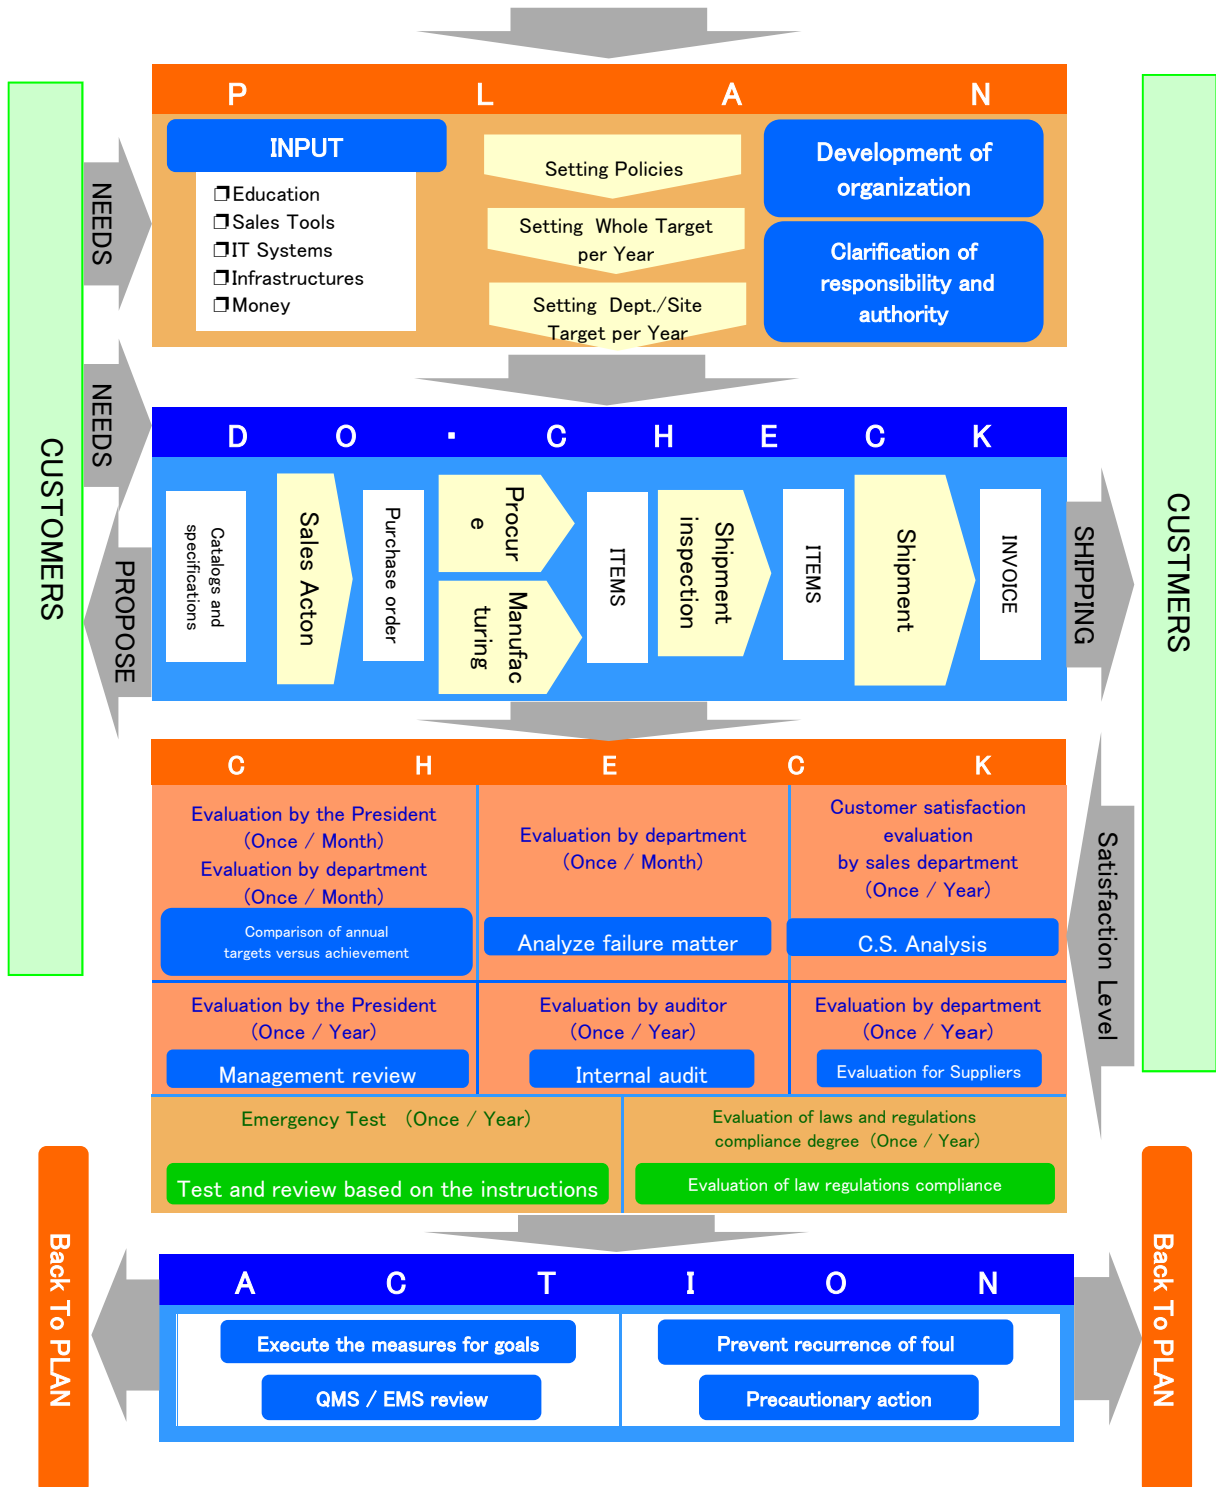 P L A N
INPUT
❒Education
❒Sales Tools
❒IT Systems
❒Infrastructures
❒Money
Setting Policies
Setting Whole Target
per Year
Setting Dept./Site
Target per Year
Development of
organization
Clarification of
responsibility and
authority
NEEDS
NEEDS
CUSTOMERS
PROPOSE
D O ・ C H E C K
Catalogs and
specifications
Sales Acton
Purchase order
Procur
e
Manufac
turing
ITEMS
Shipment
inspection
ITEMS
Shipment
INVOICE
SHIPPING
CUSTMERS
C H E C K
Evaluation by the President
(Once / Month)
Evaluation by department
(Once / Month)
Comparison of annual
targets versus achievement
Evaluation by department
(Once / Month)
Analyze failure matter
Customer satisfaction
evaluation
by sales department
(Once / Year)
C.S. Analysis
Satisfaction Level
Evaluation by the President
(Once / Year)
Management review
Evaluation by auditor
(Once / Year)
Internal audit
Evaluation by department
(Once / Year)
Evaluation for Suppliers
Emergency Test (Once / Year)
Test and review based on the instructions
Evaluation of laws and regulations
compliance degree (Once / Year)
Evaluation of law regulations compliance
Back To PLAN
A C T I O N
Execute the measures for goals
QMS / EMS review
Prevent recurrence of foul
Precautionary action
Back To PLAN